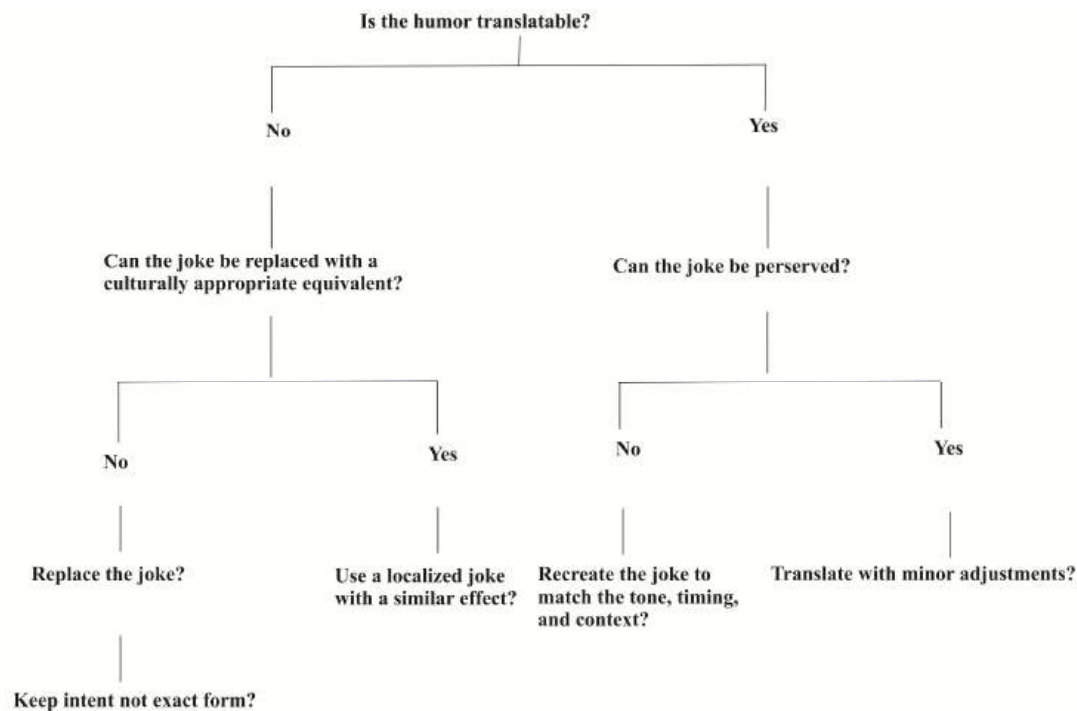 Is the humor translatable?
No
Yes
Can the joke be replaced with a
culturally appropriate equivalent?
Can the joke be perserved?
No
Yes
No
Yes
Replace the joke?
Use a localized joke
with a similar effect?
Recreate the joke to
match the tone, timing,
and context?
Translate with minor adjustments?
Keep intent not exact form?